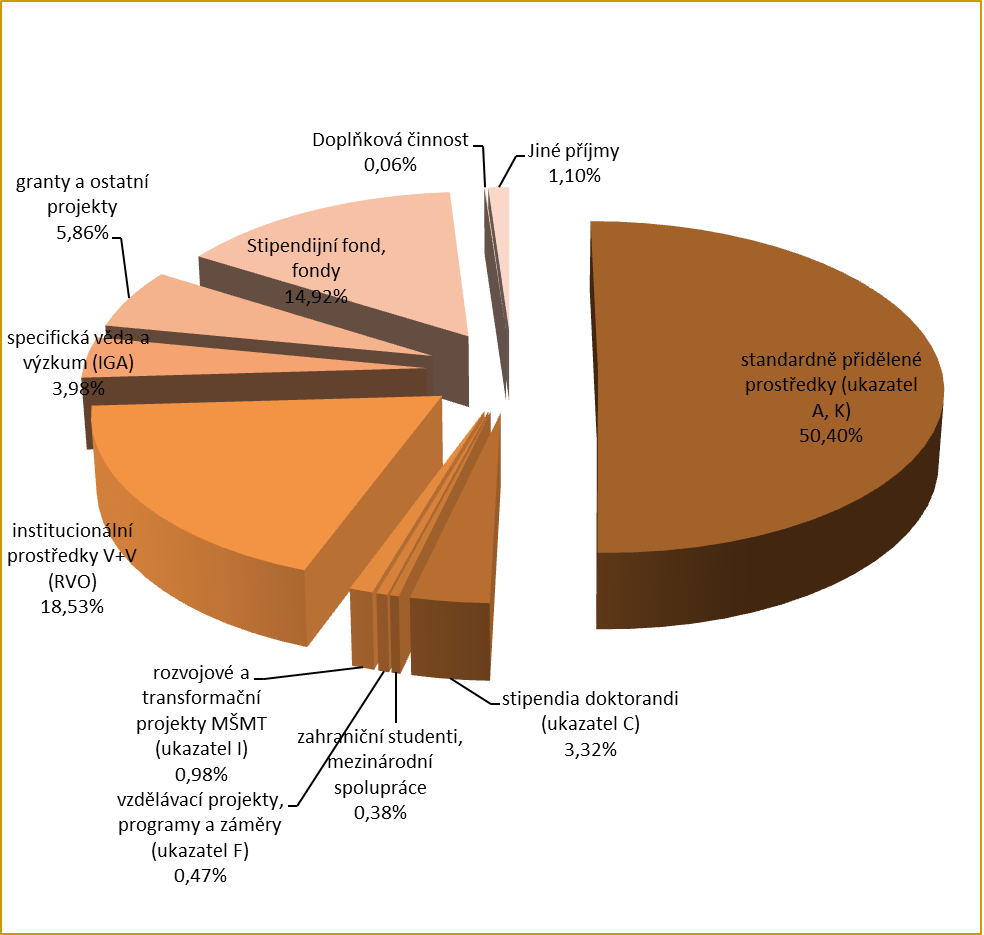 Doplňková činnost
0,06%
Jiné příjmy
1,10%
granty a ostatní
projekty
5,86%
Stipendijní fond,
fondy
14,92%
specifická věda a
výzkum (IGA)
3,98%
standardně přidělené
prostředky (ukazatel
A, K)
50,40%
institucionální
prostředky V+V
(RVO)
18,53%
rozvojové a
transformační
projekty MŠMT
(ukazatel I)
0,98%
stipendia doktorandi
(ukazatel C)
3,32%
zahraniční studenti,
mezinárodní
spolupráce
0,38%
vzdělávací projekty,
programy a záměry
(ukazatel F)
0,47%